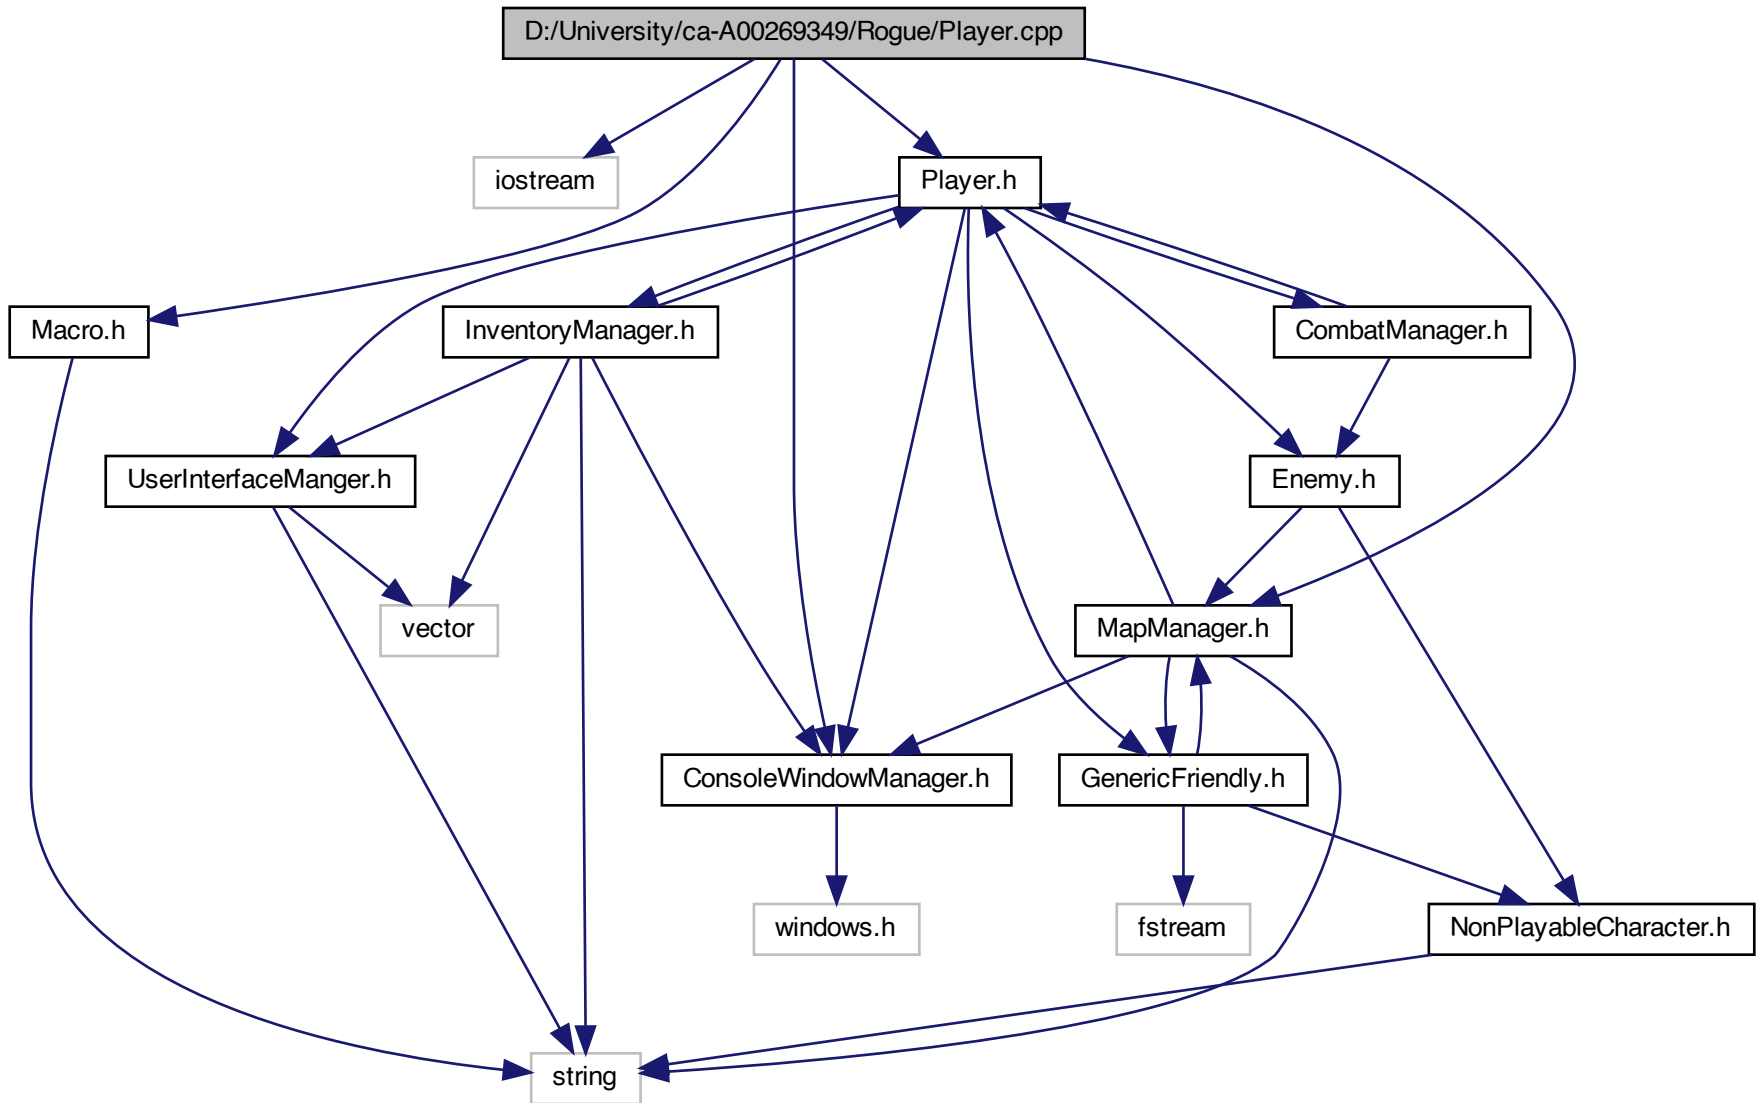 D:/University/ca-A00269349/Rogue/Player.cpp
iostream
Player.h
Macro.h
InventoryManager.h
CombatManager.h
UserInterfaceManger.h
Enemy.h
vector
MapManager.h
ConsoleWindowManager.h
GenericFriendly.h
windows.h
fstream
NonPlayableCharacter.h
string